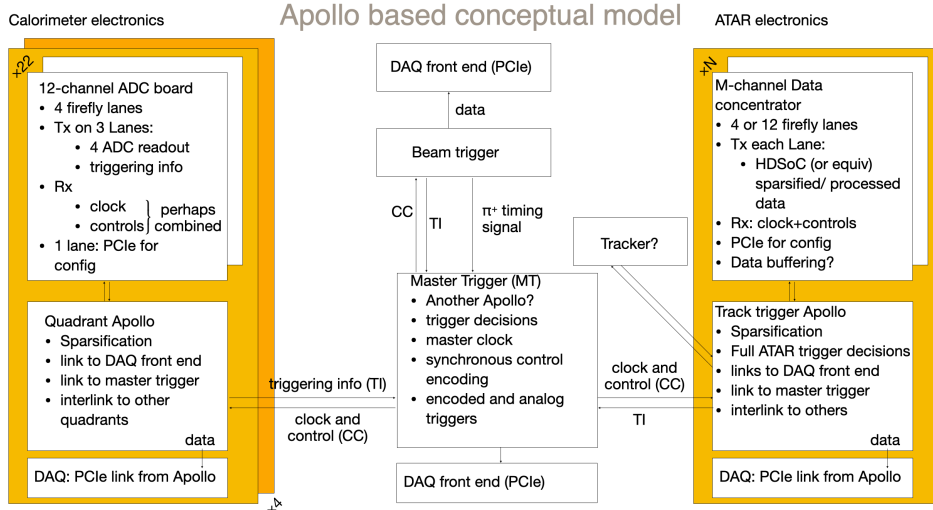 Apollo based conceptual model
Calorimeter electronics
×22
12-channel ADC board
• 4 firefly lanes
• Tx on 3 Lanes:
• 4 ADC readout
• triggering info
• Rx
• clock
• controls
perhaps
combined
• 1 lane: PCIe for
config
Quadrant Apollo
• Sparsification
• link to DAQ front end
• link to master trigger
• interlink to other
quadrants
data
DAQ: PCIe link from Apollo
×4
triggering info (TI)
clock and
control (CC)
DAQ front end (PCIe)
data
Beam trigger
CC
TI
π+ timing
signal
Master Trigger (MT)
• Another Apollo?
• trigger decisions
• master clock
• synchronous control
encoding
• encoded and analog
triggers
DAQ front end (PCIe)
Tracker?
clock and
control (CC)
TI
ATAR electronics
×N
M-channel Data
concentrator
• 4 or 12 firefly lanes
• Tx each Lane:
• HDSoC (or equiv)
sparsified/ processed
data
• Rx: clock+controls
• PCIe for config
• Data buffering?
Track trigger Apollo
• Sparsification
• Full ATAR trigger decisions
• links to DAQ front end
• link to master trigger
• interlink to others
data
DAQ: PCIe link from Apollo